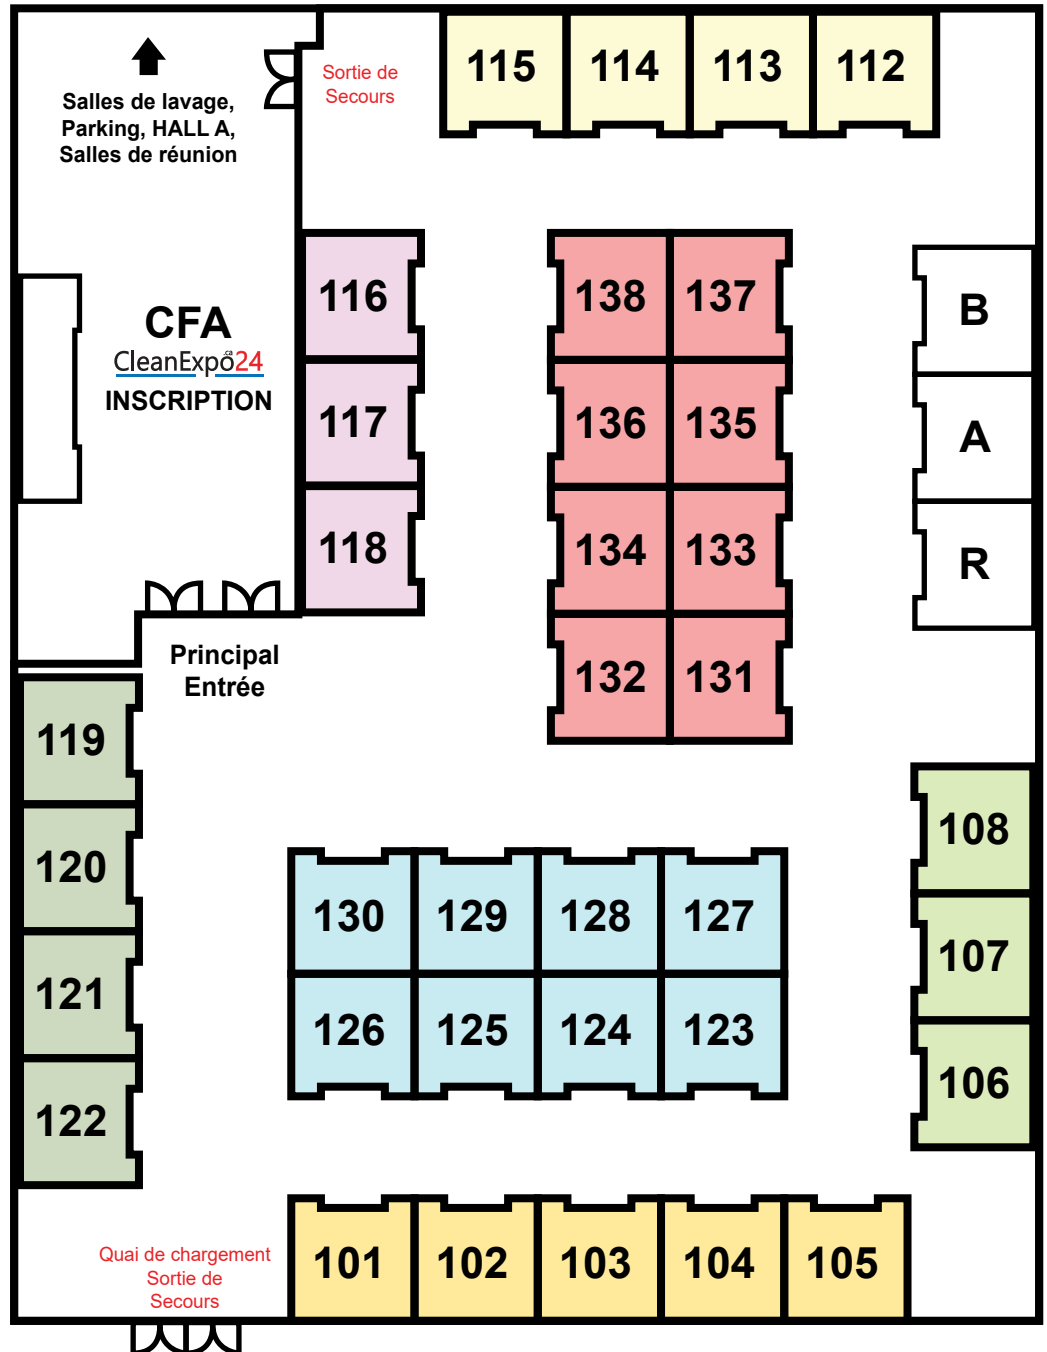 115 114 113 112
Sortie de
Secours
Salles de lavage,
Parking, HALL A,
Salles de réunion
CFA
CleanExpo.ca24
INSCRIPTION
116
117
118
138 137
136 135
134 133
132 131
B
A
R
Principal
Entrée
119
120
121
122
130 129 128 127
126 125 124 123
108
107
106
Quai de chargement
Sortie de
Secours
101 102 103 104 105